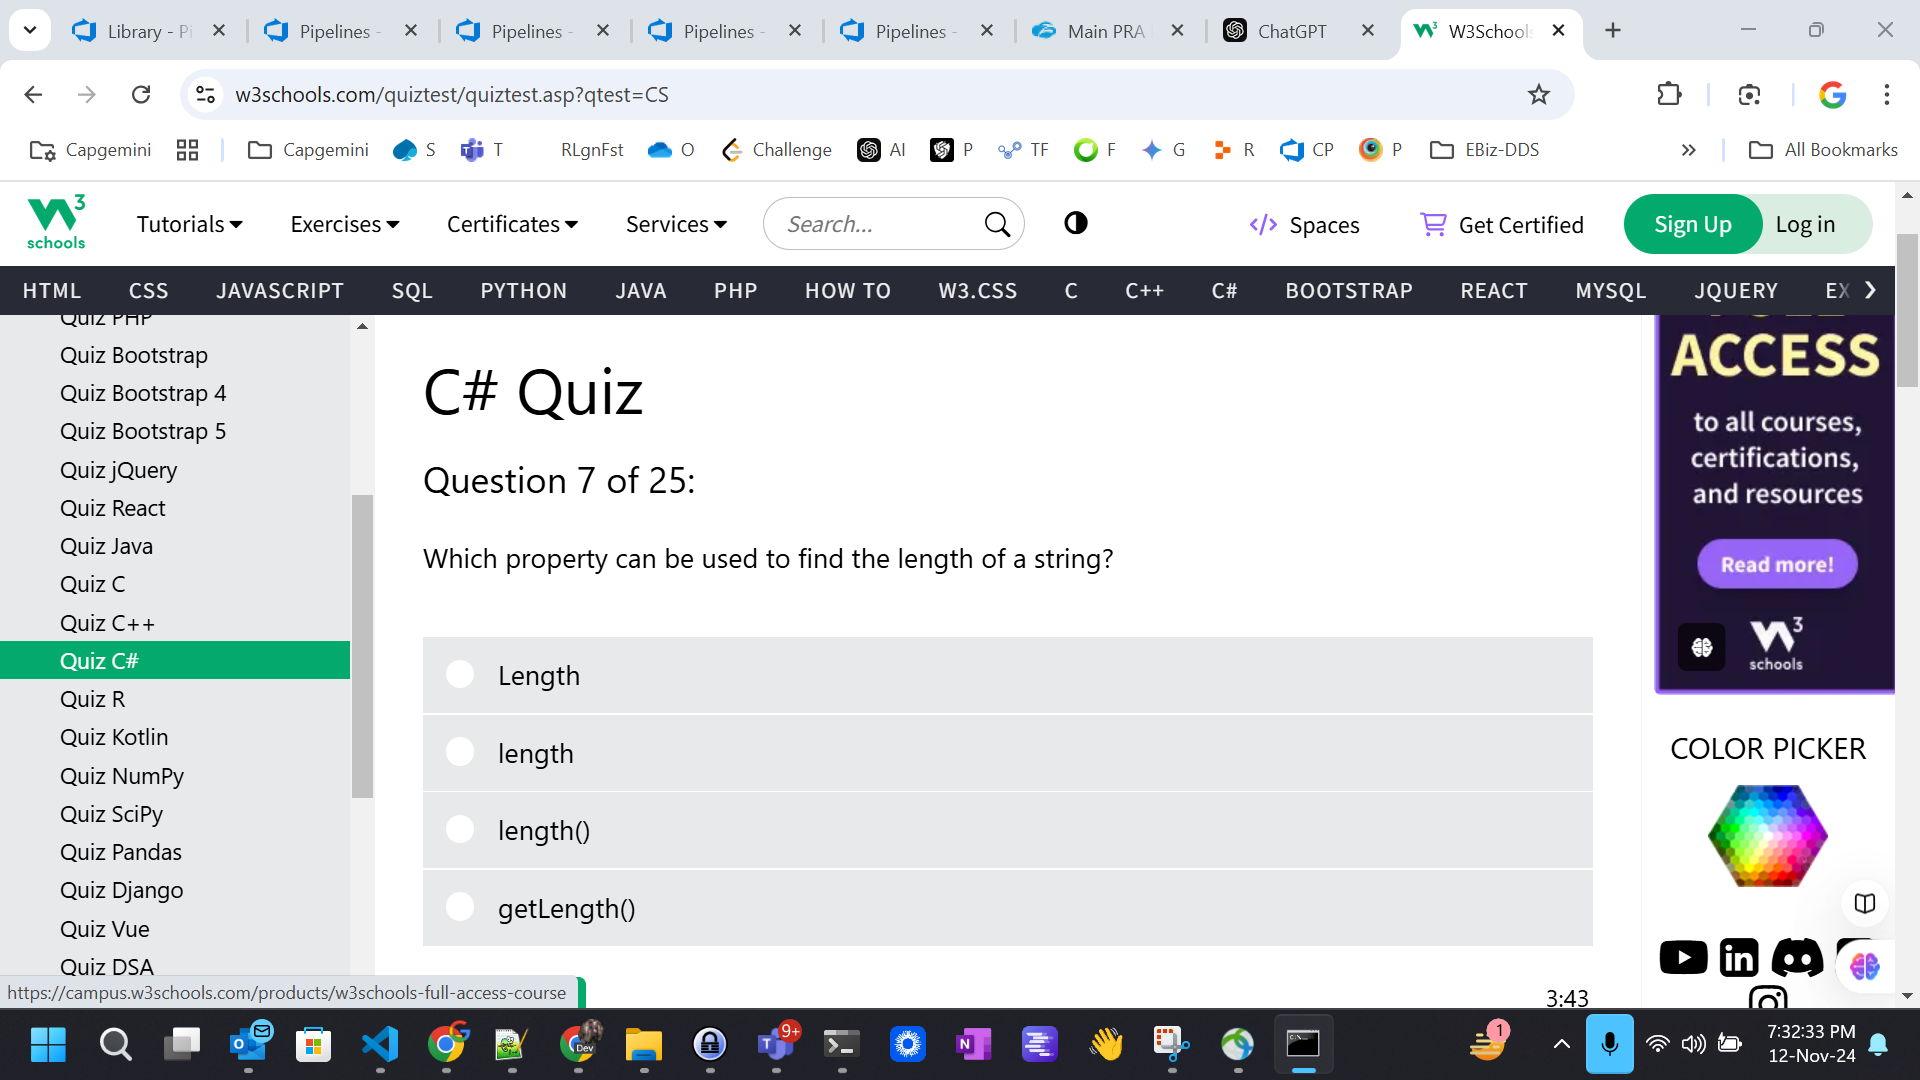 Library - Pi
Pipelines -
Pipelines -
Pipelines -
Pipelines -
Main PRA
ChatGPT
W3Schools
w3schools.com/quiztest/quiztest.asp?qtest=CS
Capgemini
Capgemini
S
T
RLgnFst
O
Challenge
AI
P
TF
F
G
R
CP
P
EBiz-DDS
All Bookmarks
3
schools
Tutorials
Exercises
Certificates
Services
Search...
Spaces
Get Certified
Sign Up
Log in
HTML
CSS
JAVASCRIPT
SQL
PYTHON
JAVA
PHP
HOW TO
W3.CSS
C
C++
C#
BOOTSTRAP
REACT
MYSQL
JQUERY
EX
Quiz PHP
Quiz Bootstrap
Quiz Bootstrap 4
Quiz Bootstrap 5
Quiz jQuery
Quiz React
Quiz Java
Quiz C
Quiz C++
Quiz C#
Quiz R
Quiz Kotlin
Quiz NumPy
Quiz SciPy
Quiz Pandas
Quiz Django
Quiz Vue
Quiz DSA
C# Quiz
Question 7 of 25:
Which property can be used to find the length of a string?
Length
length
length()
getLength()
3:43
ACCESS
to all courses,
certifications,
and resources
Read more!
3
schools
COLOR PICKER
https://campus.w3schools.com/products/w3schools-full-access-course
Dev
9+
1
7:32:33 PM
12-Nov-24